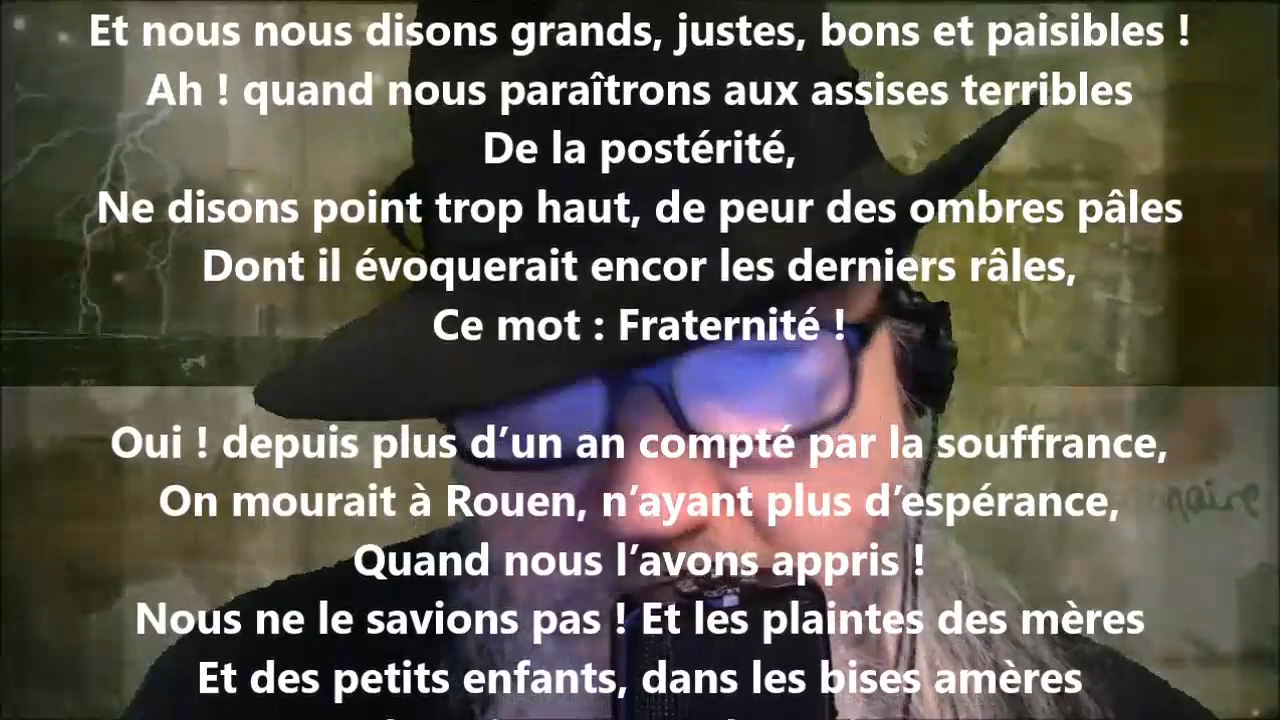 Et nous nous disons grands, justes, bons et paisibles !
Ah ! quand nous paraîtrons aux assises terribles
De la postérité,
Ne disons point trop haut, de peur des ombres pâles
Dont il évoquerait encor les derniers râles,
Ce mot : Fraternité !
Oui ! depuis plus d’un an compté par la souffrance,
On mourait à Rouen, n’ayant plus d’espérance,
Quand nous l’avons appris !
Nous ne le savions pas ! Et les plaintes des mères
Et des petits enfants, dans les bises amères
naire